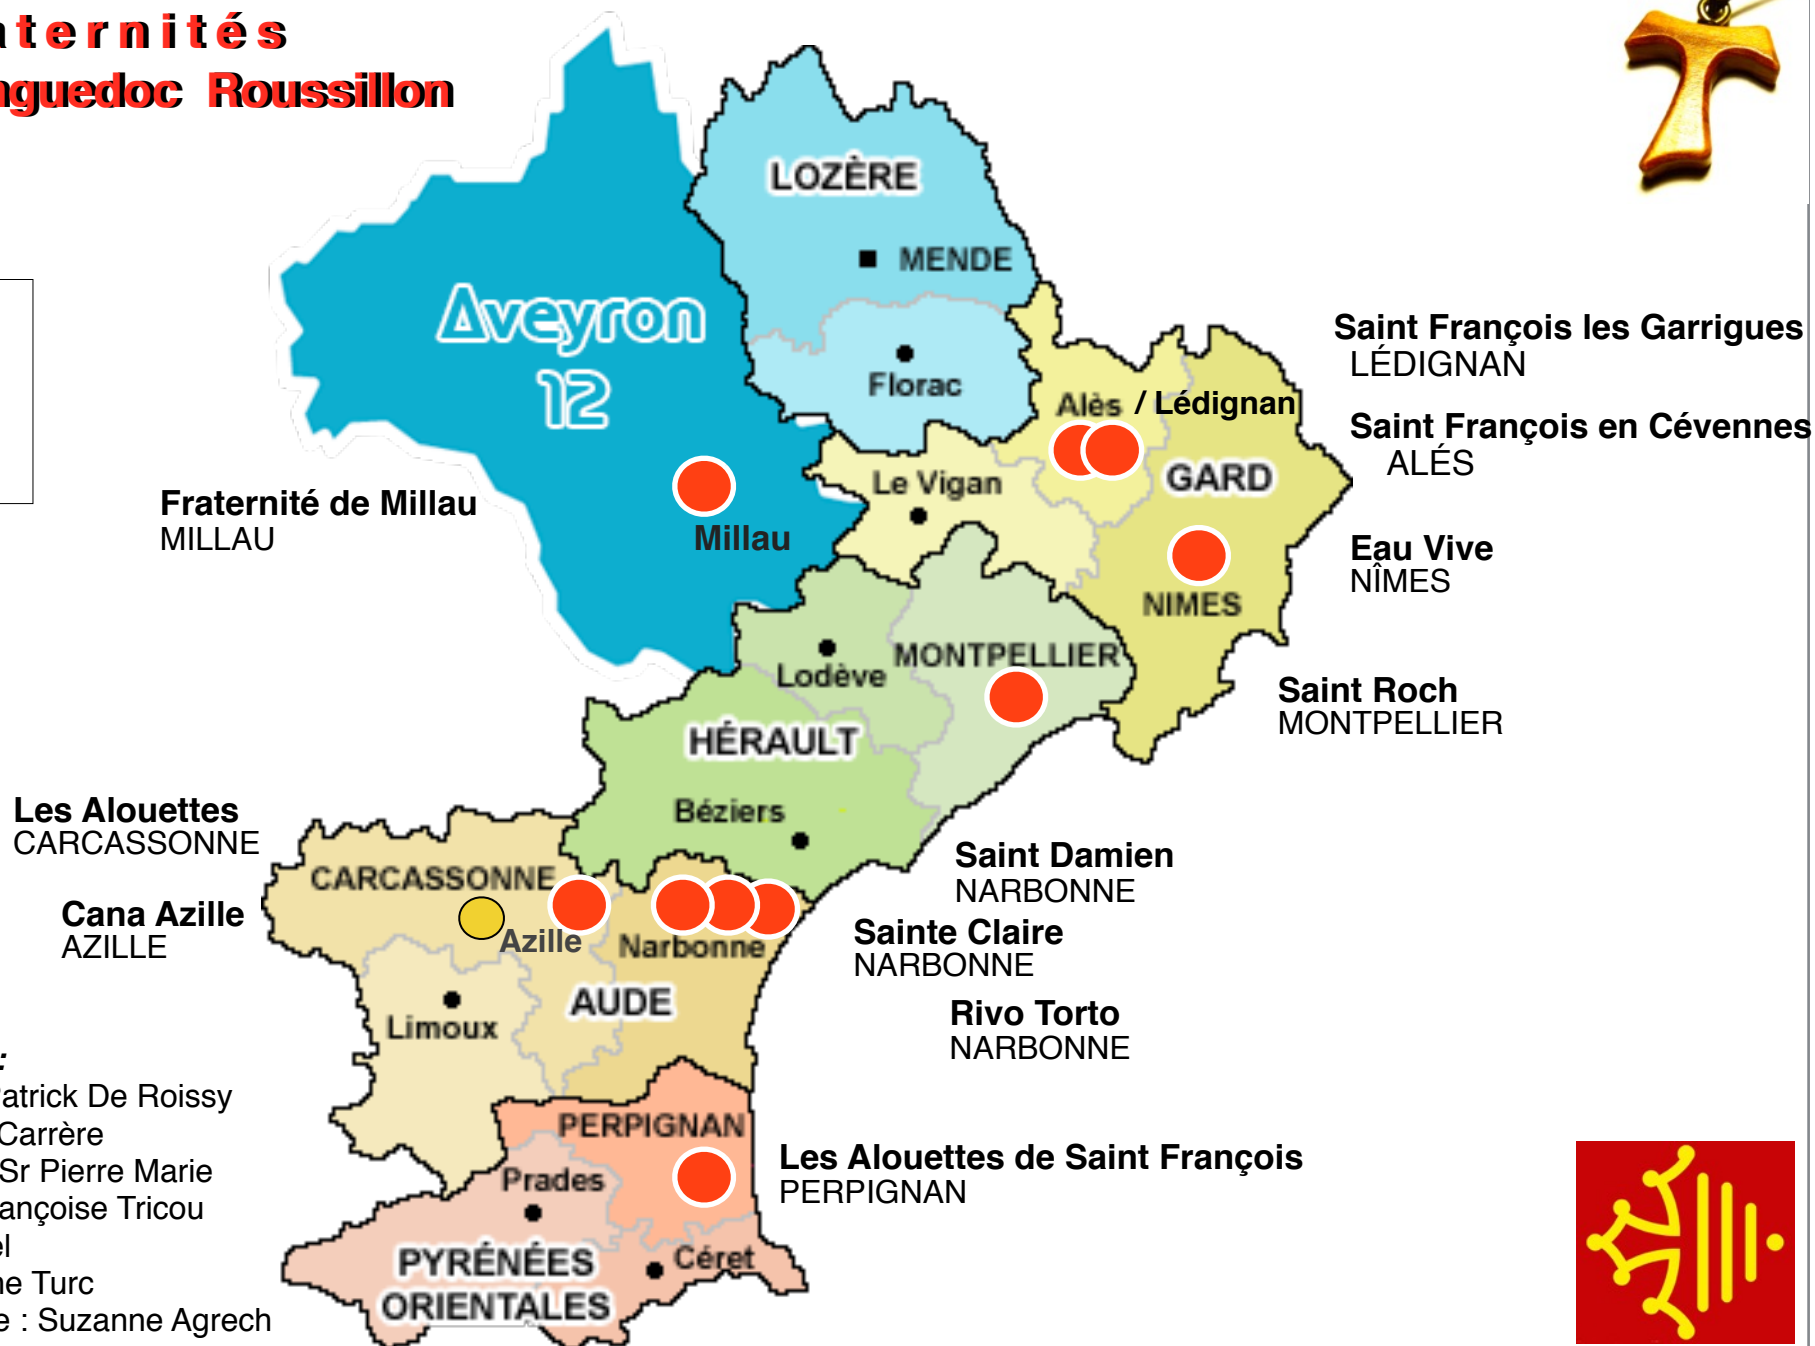 aternités
nguedoc Roussillon
LOZÈRE
MENDE
Aveyron
12
Florac
Saint François les Garrigues
LÉDIGNAN
Alès / Lédignan
Saint François en Cévennes
ALÉS
GARD
Le Vigan
Fraternité de Millau
MILLAU
Millau
Eau Vive
NÎMES
NIMES
MONTPELLIER
Lodève
Saint Roch
MONTPELLIER
HÉRAULT
Béziers
Les Alouettes
CARCASSONNE
CARCASSONNE
Saint Damien
NARBONNE
Cana Azille
AZILLE
Azille
Narbonne
Sainte Claire
NARBONNE
AUDE
Limoux
Rivo Torto
NARBONNE
:
atrick De Roissy
Carrère
Sr Pierre Marie
ançoise Tricou
el
ne Turc
e : Suzanne Agrech
PERPIGNAN
Prades
Les Alouettes de Saint François
PERPIGNAN
PYRÉNÉES
ORIENTALES
Céret